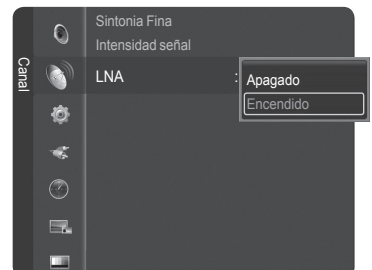 Canal
Sintonia Fina
Intensidad señal
LNA :
Apagado
Encendido